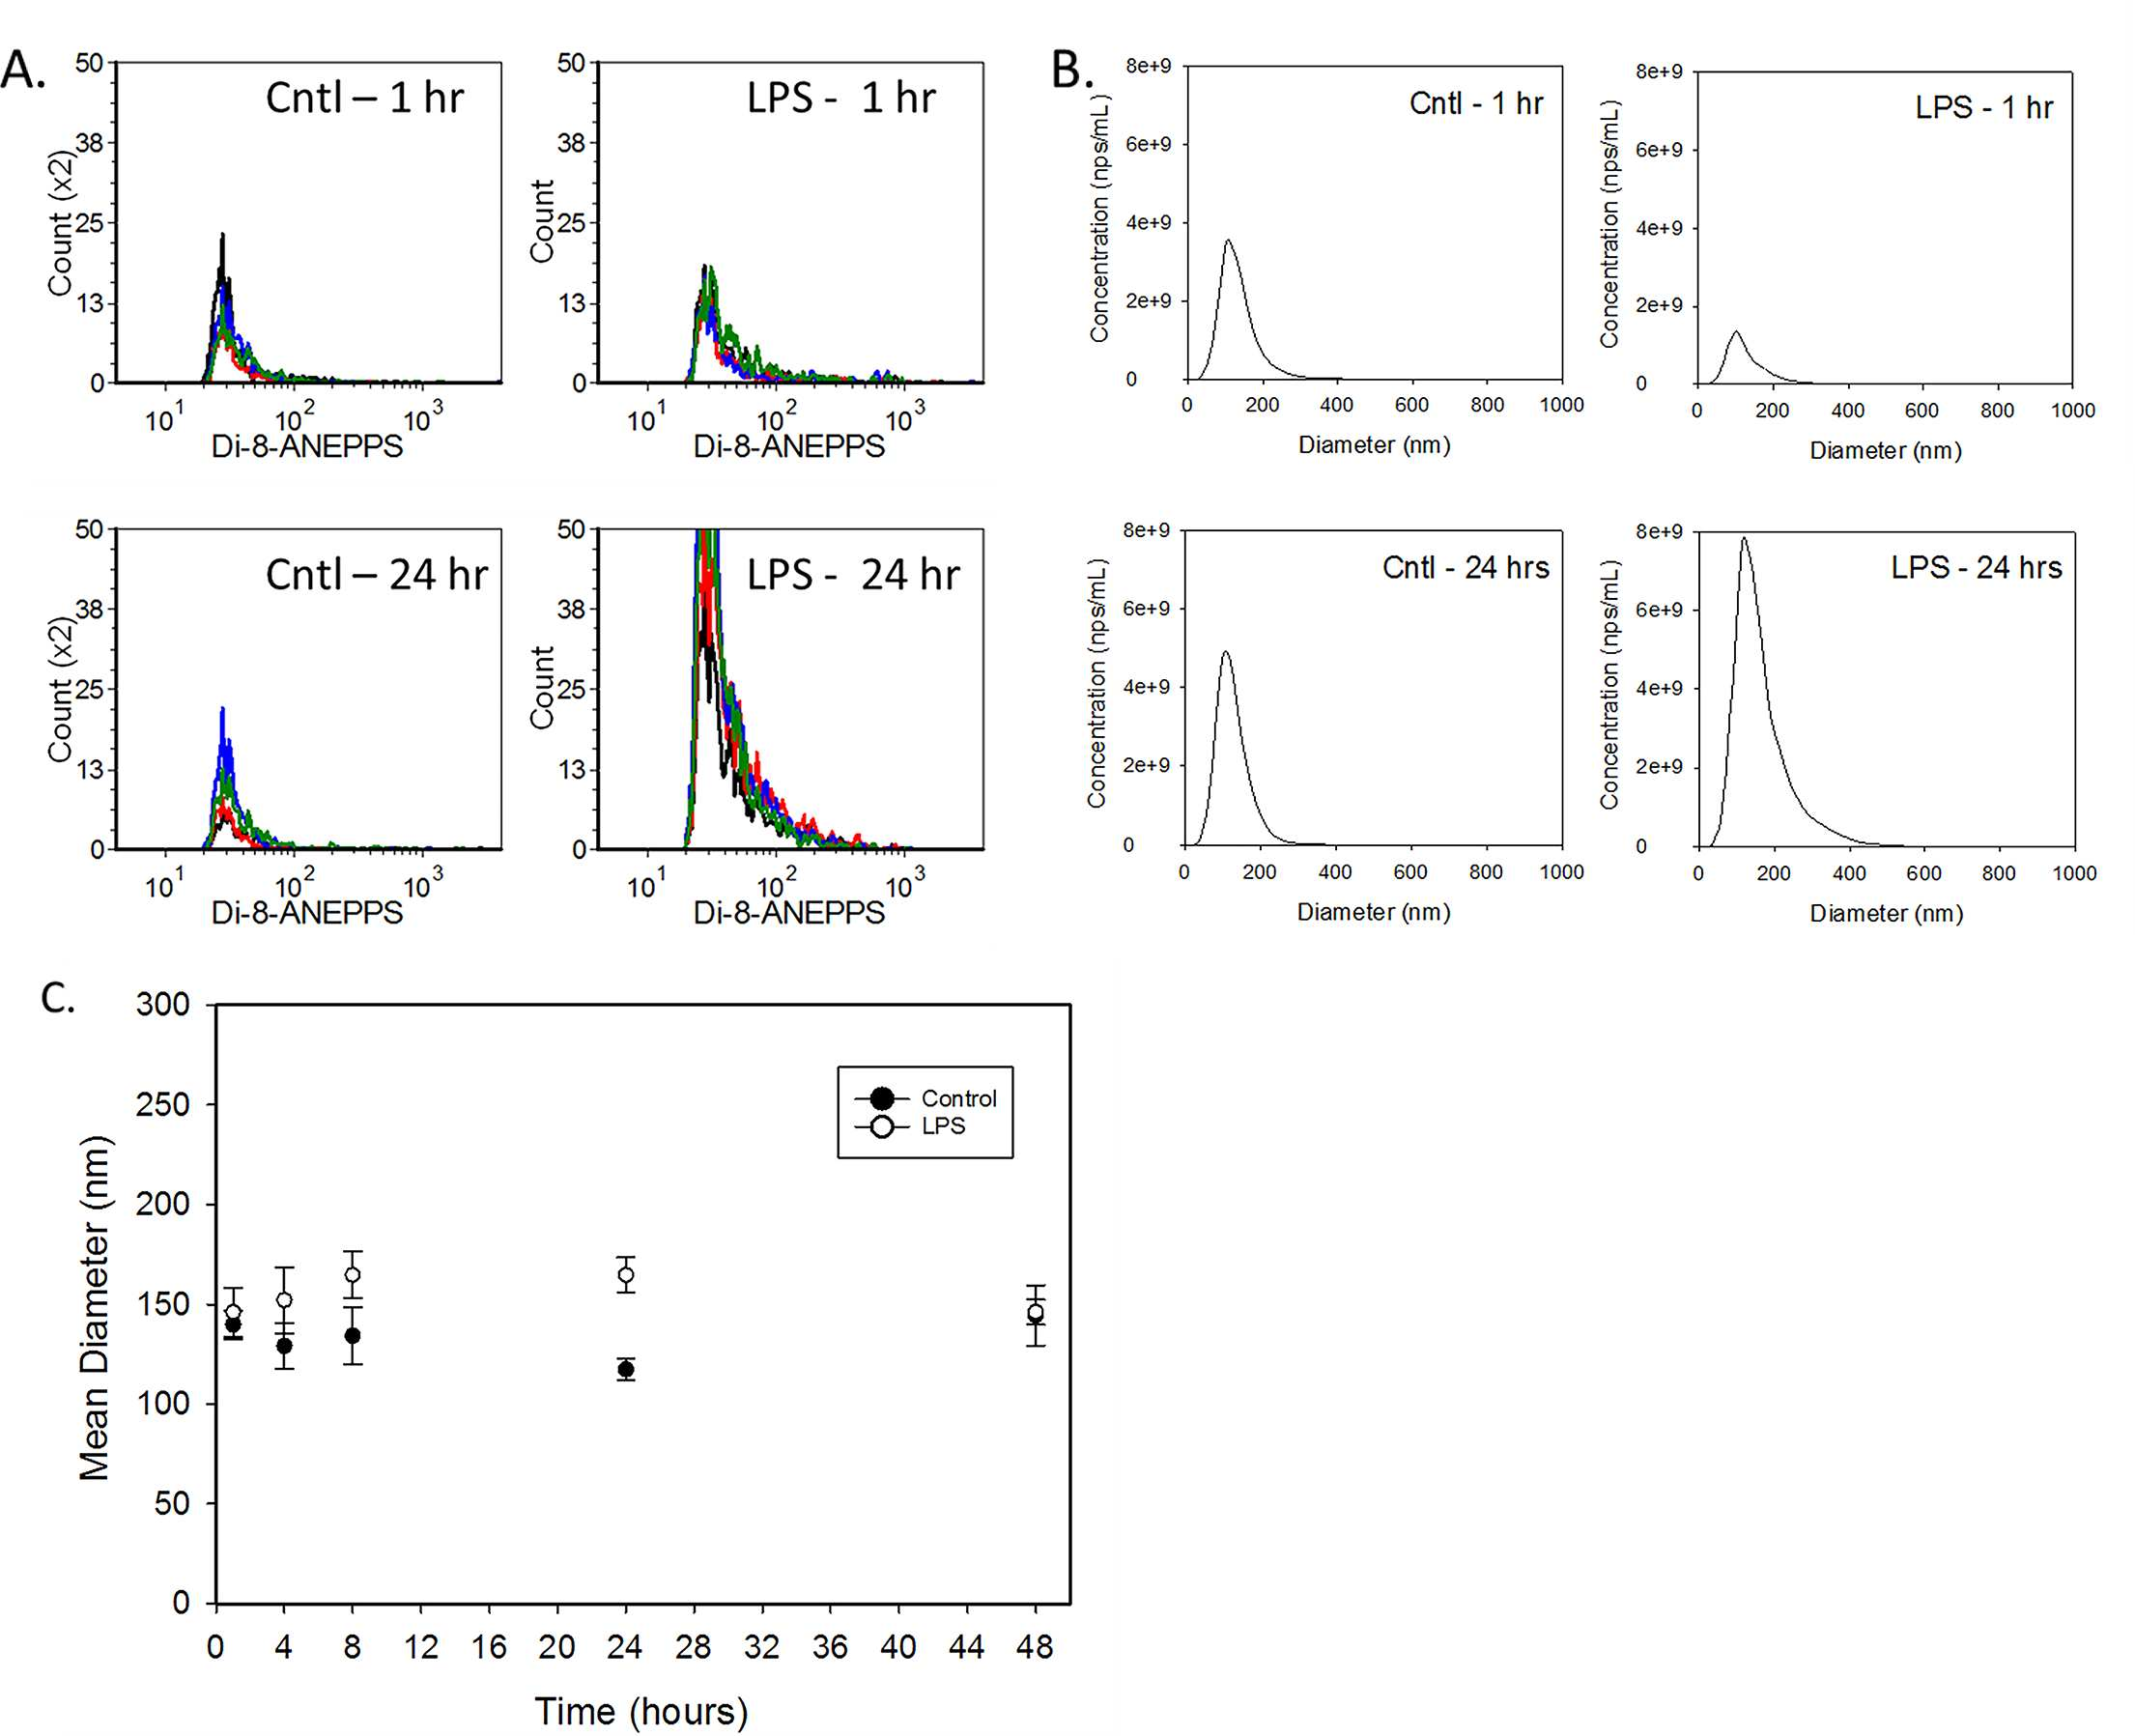 A.
50
38
25
13
0
Count (x2)
Cntl – 1 hr
10^1
10^2
10^3
Di-8-ANEPPS
50
38
25
13
0
Count
LPS -  1 hr
10^1
10^2
10^3
Di-8-ANEPPS
50
38
25
13
0
Count (x2)
Cntl – 24 hr
10^1
10^2
10^3
Di-8-ANEPPS
50
38
25
13
0
Count
LPS -  24 hr
10^1
10^2
10^3
Di-8-ANEPPS
B.
8e+9
6e+9
4e+9
2e+9
0
Concentration (nps/mL)
Cntl - 1 hr
0 200 400 600 800 1000
Diameter (nm)
8e+9
6e+9
4e+9
2e+9
0
Concentration (nps/mL)
LPS - 1 hr
0 200 400 600 800 1000
Diameter (nm)
8e+9
6e+9
4e+9
2e+9
0
Concentration (nps/mL)
Cntl - 24 hrs
0 200 400 600 800 1000
Diameter (nm)
8e+9
6e+9
4e+9
2e+9
0
Concentration (nps/mL)
LPS - 24 hrs
0 200 400 600 800 1000
Diameter (nm)
C.
300
250
200
150
100
50
0
Mean Diameter (nm)
Control
LPS
0 4 8 12 16 20 24 28 32 36 40 44 48
Time (hours)